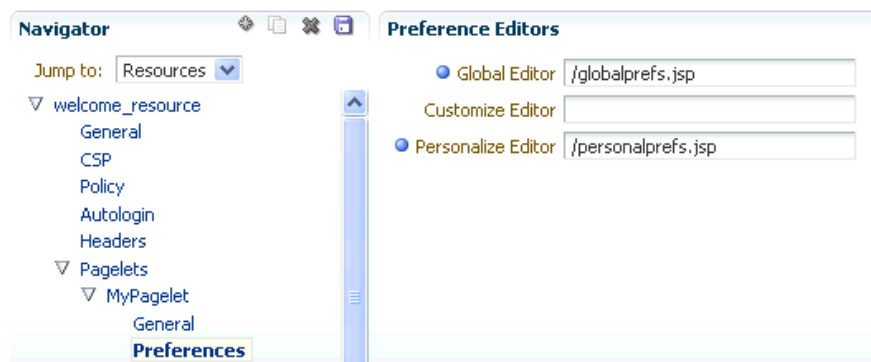 Navigator
Jump to: Resources
welcome_resource
General
CSP
Policy
Autologin
Headers
Pagelets
MyPagelet
General
Preferences
Preference Editors
Global Editor /globalprefs.jsp
Customize Editor
Personalize Editor /personalprefs.jsp